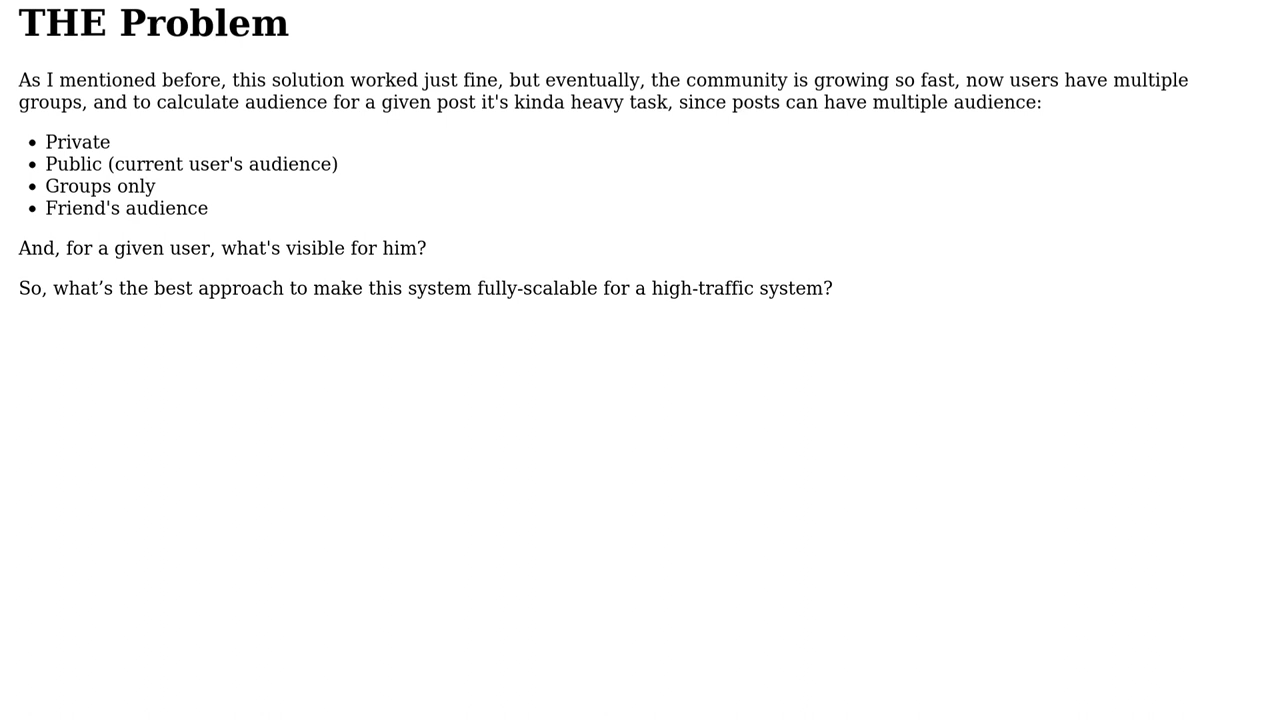 THE Problem
As I mentioned before, this solution worked just fine, but eventually, the community is growing so fast, now users have multiple
groups, and to calculate audience for a given post it's kinda heavy task, since posts can have multiple audience:
• Private
• Public (current user's audience)
• Groups only
• Friend's audience
And, for a given user, what's visible for him?
So, what’s the best approach to make this system fully-scalable for a high-traffic system?